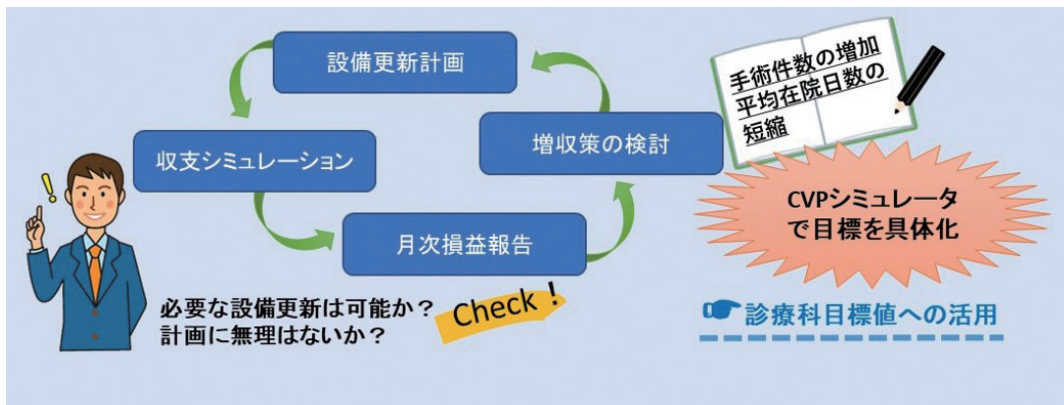 設備更新計画
収支シミュレーション
増収策の検討
月次損益報告
手術件数の増加
平均在院日数の
短縮
CVPシミュレータ
で目標を具体化
必要な設備更新は可能か？
計画に無理はないか？
Check！
診療科目標値への活用